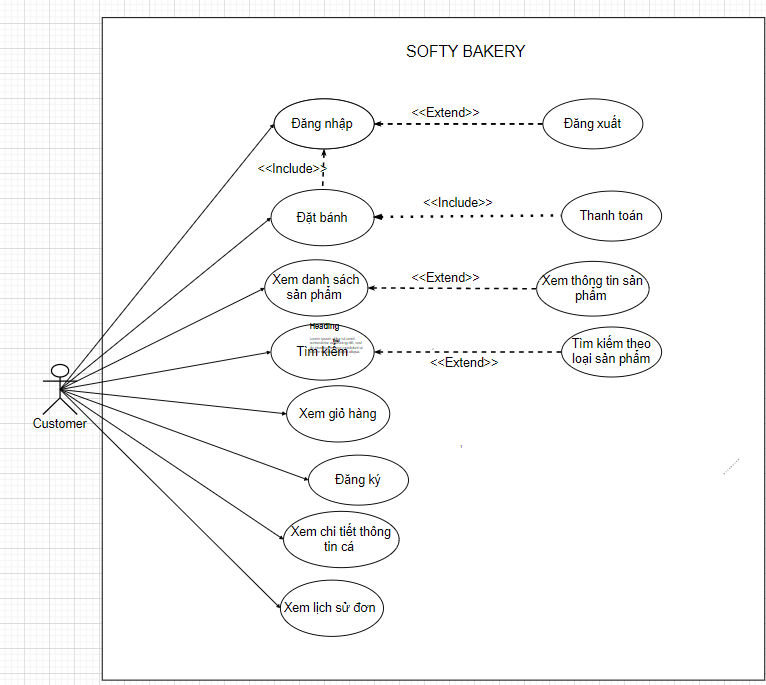 SOFTY BAKERY
Đăng nhập
<<Extend>>
Đăng xuất
<<Include>>
Đặt bánh
<<Include>>
Thanh toán
Xem danh sách
sản phẩm
<<Extend>>
Xem thông tin sản
phẩm
Heading
Tìm kiếm
<<Extend>>
Tìm kiếm theo
loại sản phẩm
Customer
Xem giỏ hàng
Đăng ký
Xem chi tiết thông
tin cá
Xem lịch sử đơn